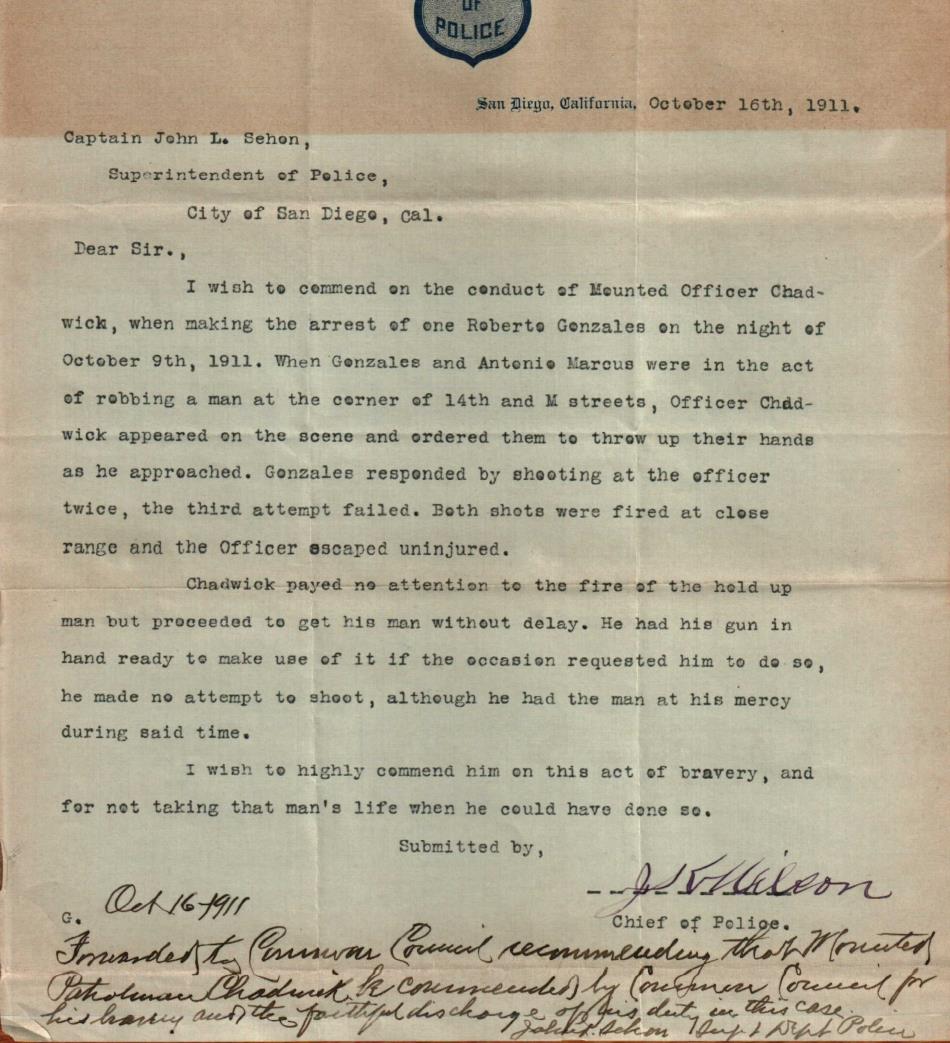 OF
POLICE
San Diego, California, October 16th, 1911.
Captain John L. Sehon,
Superintendent of Police,
City of San Diego, Cal.
Dear Sir.,
I wish to commend on the conduct of Mounted Officer Chad-
wick, when making the arrest of one Roberto Gonzales on the night of
October 9th, 1911. When Gonzales and Antonio Marcus were in the act
of robbing a man at the corner of 14th and M streets, Officer Chad-
wick appeared on the scene and ordered them to throw up their hands
as he approached. Gonzales responded by shooting at the officer
twice, the third attempt failed. Both shots were fired at close
range and the Officer escaped uninjured.
Chadwick payed no attention to the fire of the hold up
man but proceeded to get his man without delay. He had his gun in
hand ready to make use of it if the occasion requested him to do so,
he made no attempt to shoot, although he had the man at his mercy
during said time.
I wish to highly commend him on this act of bravery, and
for not taking that man's life when he could have done so.
Submitted by,
J K Wilson
Chief of Police.
G. Oct 16-1911
Forwarded to Common Council recommending that Mounted
Patrolman Chadwick be commended by Common Council for
his bravery and the faithful discharge of his duty in this case.
John L. Sehon Supt Dept Police